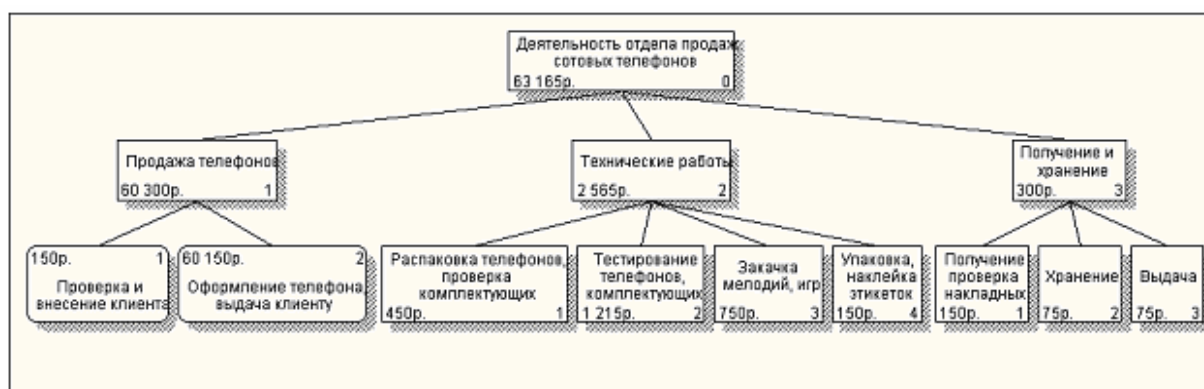 Деятельность отдела продаж
сотовых телефонов
63 165р. 0
Продажа телефонов
60 300р. 1
Технические работы
2 565р. 2
Получение и
хранение
300р. 3
150р. 1
Проверка и
внесение клиента
60 150р. 2
Оформление телефона,
выдача клиенту
Распаковка телефонов,
проверка
комплектующих
450р. 1
Тестирование
телефонов,
комплектующих
1 215р. 2
Закачка
мелодий, игр
750р. 3
Упаковка,
наклейка
этикеток
150р. 4
Получение
проверка
накладных
150р. 1
Хранение
75р. 2
Выдача
75р. 3